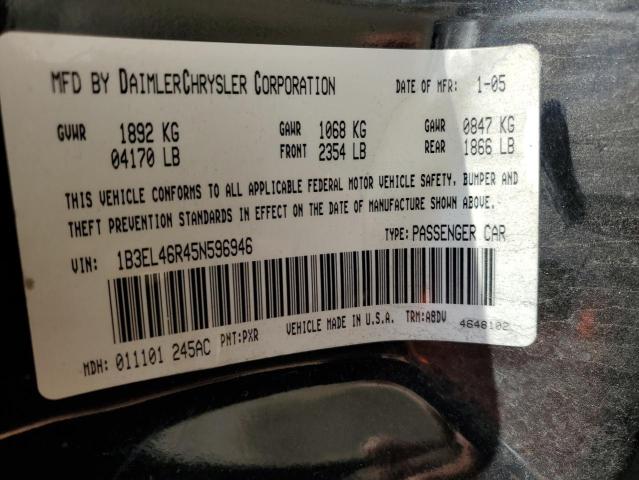 MFD BY DAIMLERCHRYSLER CORPORATION DATE OF MFR: 1-05
GVWR 1892 KG GAWR 1068 KG GAWR 0847 KG
04170 LB FRONT 2354 LB REAR 1866 LB
THIS VEHICLE CONFORMS TO ALL APPLICABLE FEDERAL MOTOR VEHICLE SAFETY, BUMPER AND
THEFT PREVENTION STANDARDS IN EFFECT ON THE DATE OF MANUFACTURE SHOWN ABOVE.
VIN: 1B3EL46R45N596946 TYPE: PASSENGER CAR
MDH: 011101 245AC PNT:PXR VEHICLE MADE IN U.S.A. TRM:A8DV 4648102